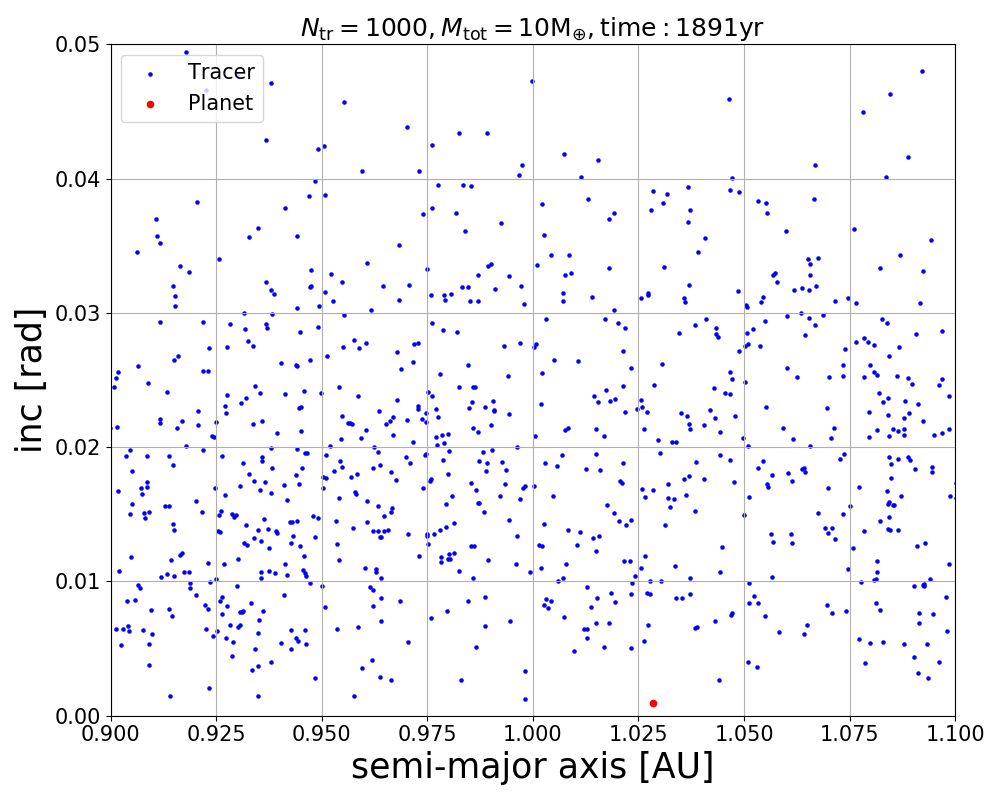 N_tr = 1000, M_tot = 10M_⊕, time : 1891yr
0.05
Tracer
Planet
0.04
0.03
0.02
0.01
0.00
inc [rad]
0.900 0.925 0.950 0.975 1.000 1.025 1.050 1.075 1.100
semi-major axis [AU]